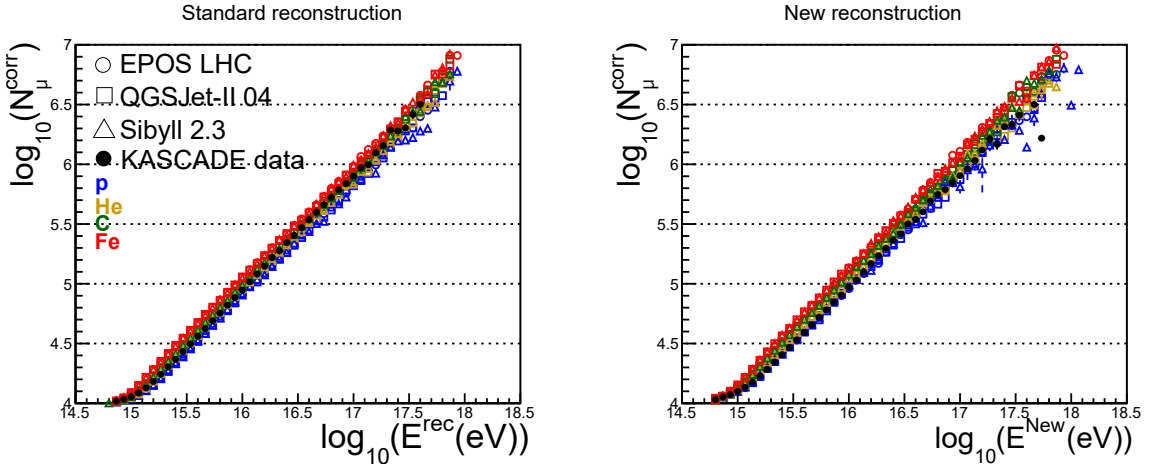 Standard reconstruction
log₁₀(N_μ^corr)
7
6.5
6
5.5
5
4.5
4
EPOS LHC
QGSJet-II 04
Sibyll 2.3
KASCADE data
p
He
C
Fe
14.5 15 15.5 16 16.5 17 17.5 18 18.5
log₁₀(E^rec(eV))
New reconstruction
log₁₀(N_μ^corr)
7
6.5
6
5.5
5
4.5
4
14.5 15 15.5 16 16.5 17 17.5 18 18.5
log₁₀(E^New(eV))